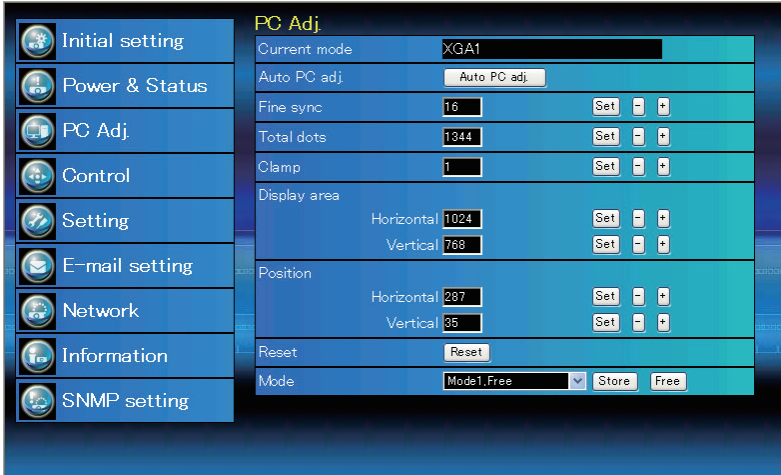 Initial setting
Power & Status
PC Adj.
Control
Setting
E-mail setting
Network
Information
SNMP setting
PC Adj.
Current mode XGA1
Auto PC adj. Auto PC adj.
Fine sync 16 Set - +
Total dots 1344 Set - +
Clamp 1 Set - +
Display area
Horizontal 1024 Set - +
Vertical 768 Set - +
Position
Horizontal 287 Set - +
Vertical 35 Set - +
Reset Reset
Mode Mode1,Free Store Free